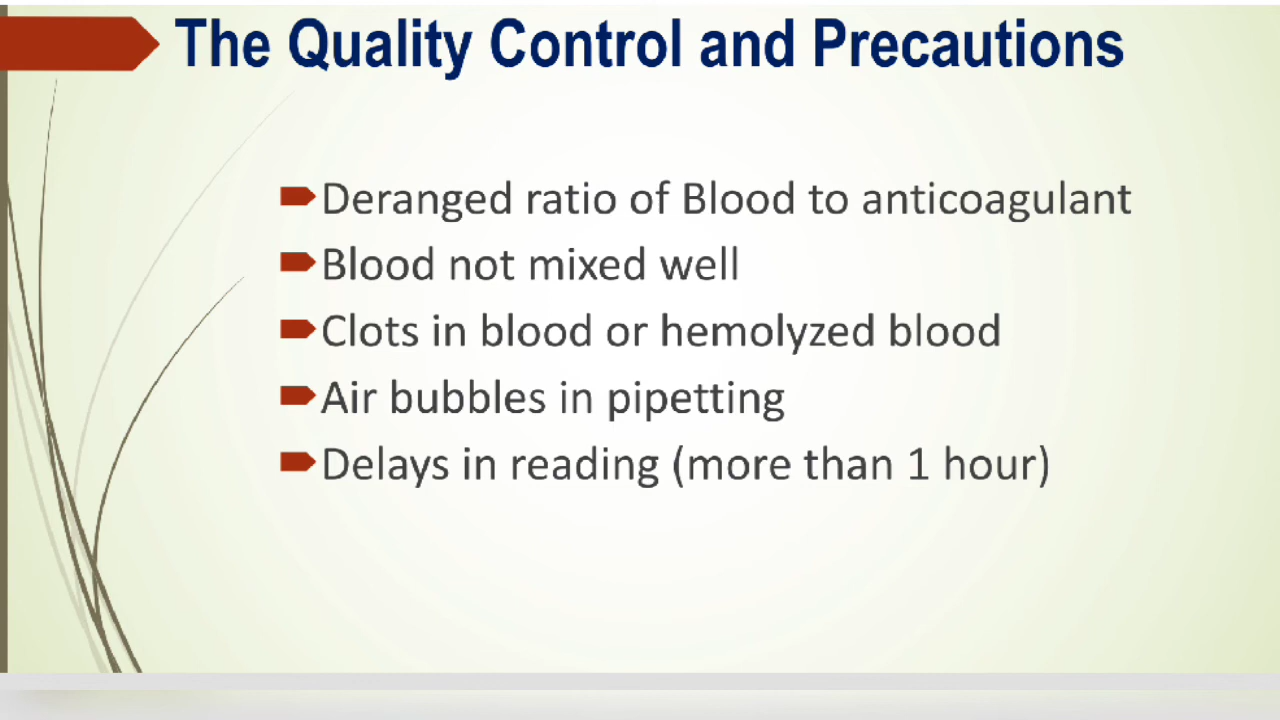 The Quality Control and Precautions
Deranged ratio of Blood to anticoagulant
Blood not mixed well
Clots in blood or hemolyzed blood
Air bubbles in pipetting
Delays in reading (more than 1 hour)